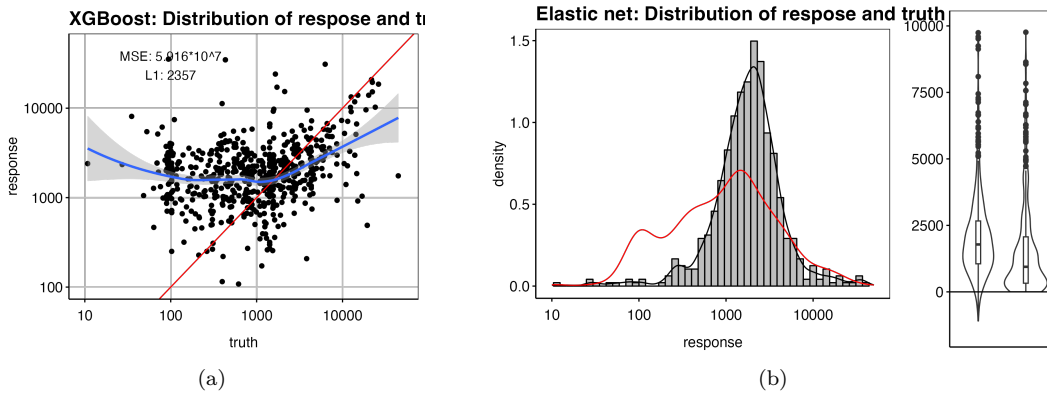 XGBoost: Distribution of respose and tr
MSE: 5.916*10^7
L1: 2357
10000
1000
100
response
10
100
1000
10000
truth
(a)
Elastic net: Distribution of respose and truth
1.5
1.0
0.5
0.0
density
10
100
1000
10000
response
(b)
10000
7500
5000
2500
0